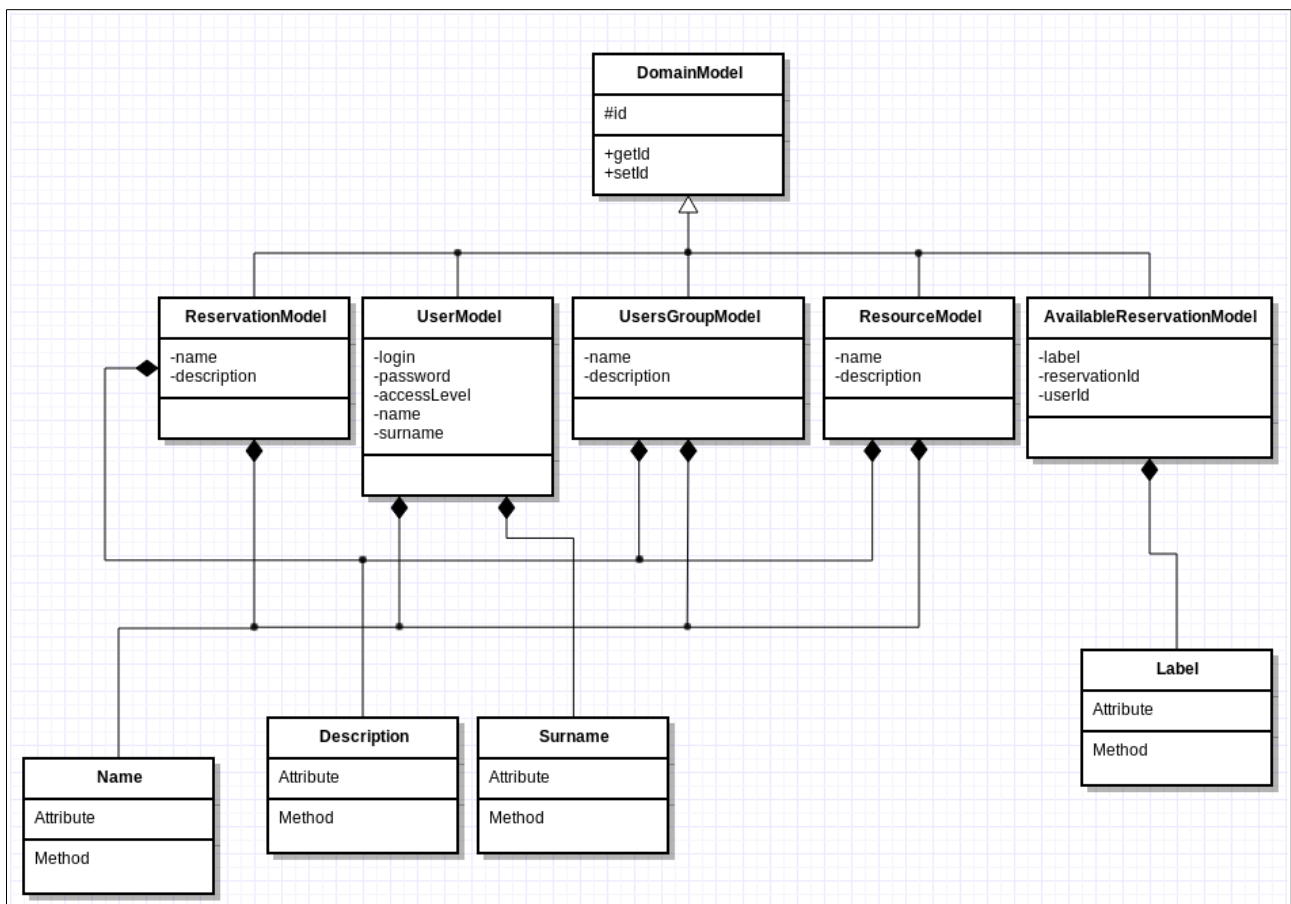 DomainModel
#id
+getId
+setId
ReservationModel
-name
-description
UserModel
-login
-password
-accessLevel
-name
-surname
UsersGroupModel
-name
-description
ResourceModel
-name
-description
AvailableReservationModel
-label
-reservationId
-userId
Label
Attribute
Method
Description
Attribute
Method
Surname
Attribute
Method
Name
Attribute
Method